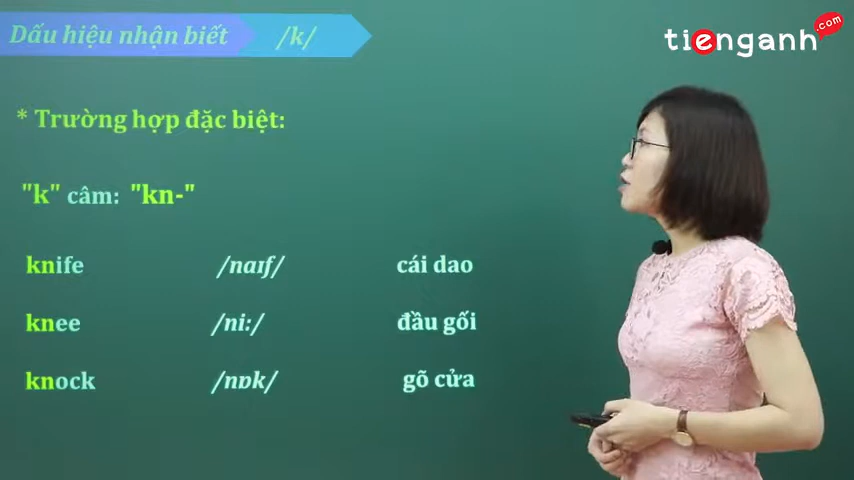 Dấu hiệu nhận biết /k/
tienganh.com
* Trường hợp đặc biệt:
"k" câm: "kn-"
knife /naɪf/ cái dao
knee /ni:/ đầu gối
knock /nɒk/ gõ cửa